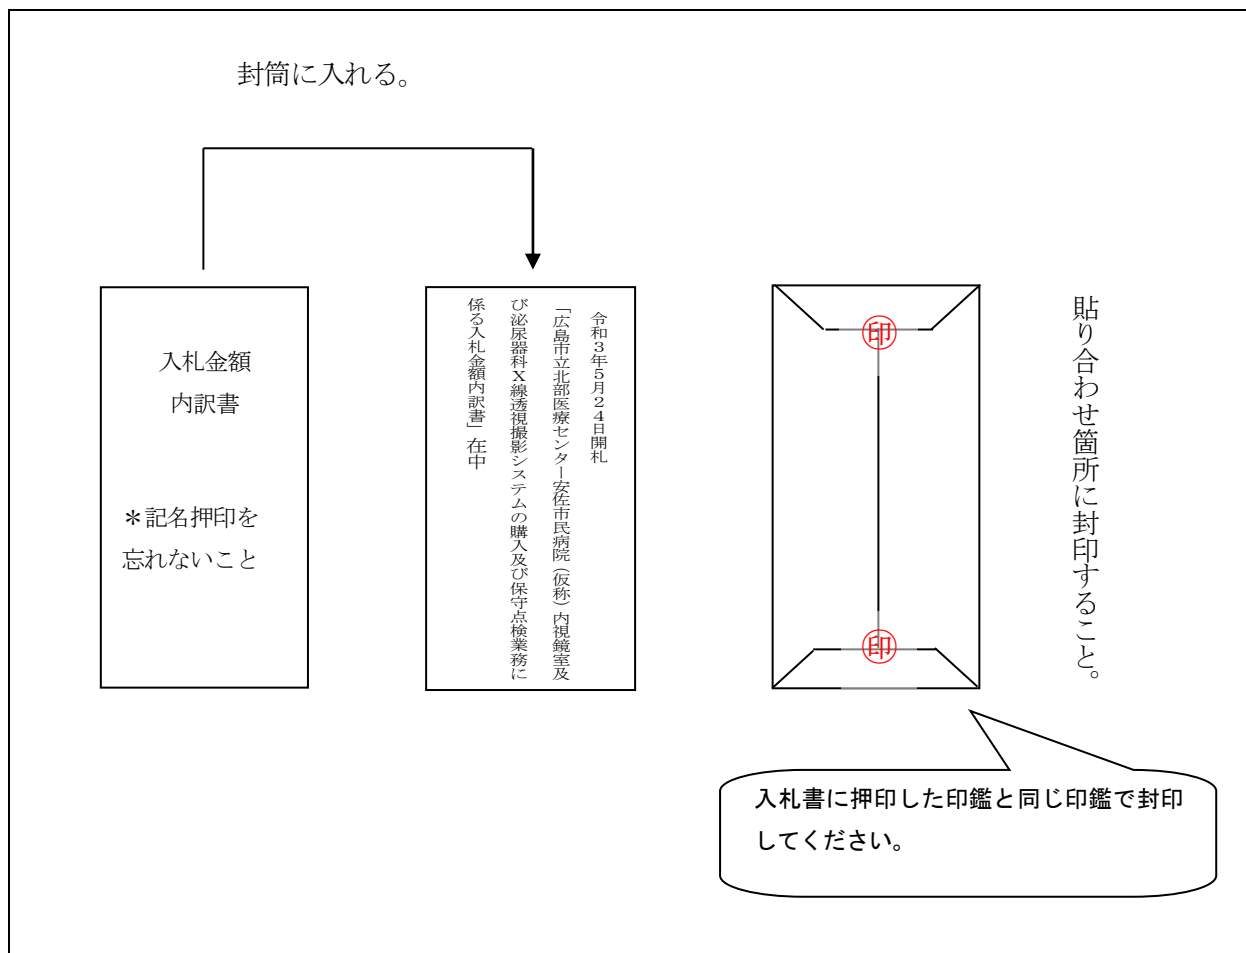 封筒に入れる。
入札金額
内訳書
＊記名押印を
忘れないこと
令和３年５月２４日開札
「広島市立北部医療センター安佐市民病院（仮称）内視鏡室及
び泌尿器科Ｘ線透視撮影システムの購入及び保守点検業務に
係る入札金額内訳書」在中
印
印
貼り合わせ箇所に封印すること。
入札書に押印した印鑑と同じ印鑑で封印
してください。